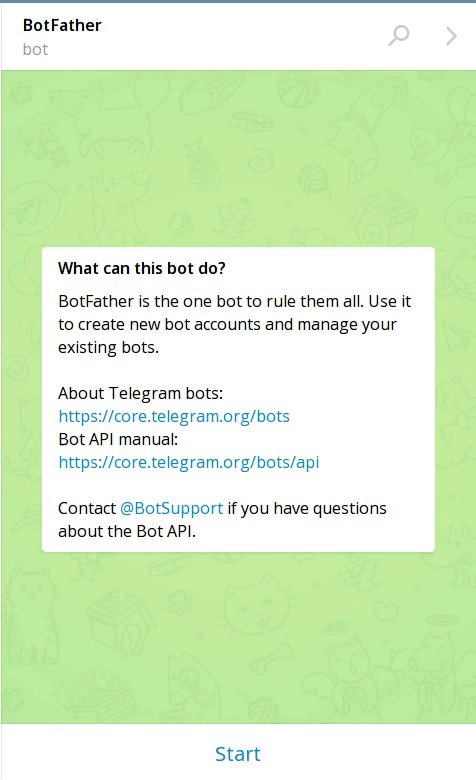 BotFather
bot
What can this bot do?
BotFather is the one bot to rule them all. Use it
to create new bot accounts and manage your
existing bots.
About Telegram bots:
https://core.telegram.org/bots
Bot API manual:
https://core.telegram.org/bots/api
Contact @BotSupport if you have questions
about the Bot API.
Start